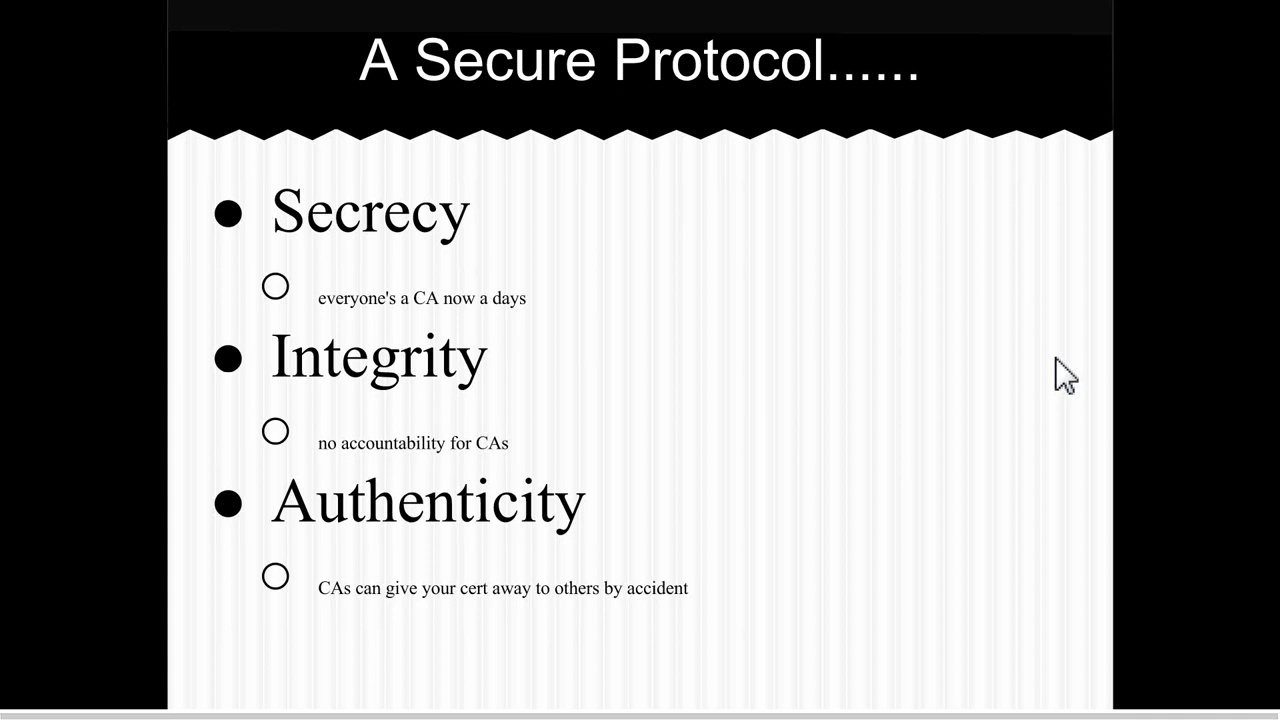 A Secure Protocol......
● Secrecy
○ everyone's a CA now a days
● Integrity
○ no accountability for CAs
● Authenticity
○ CAs can give your cert away to others by accident